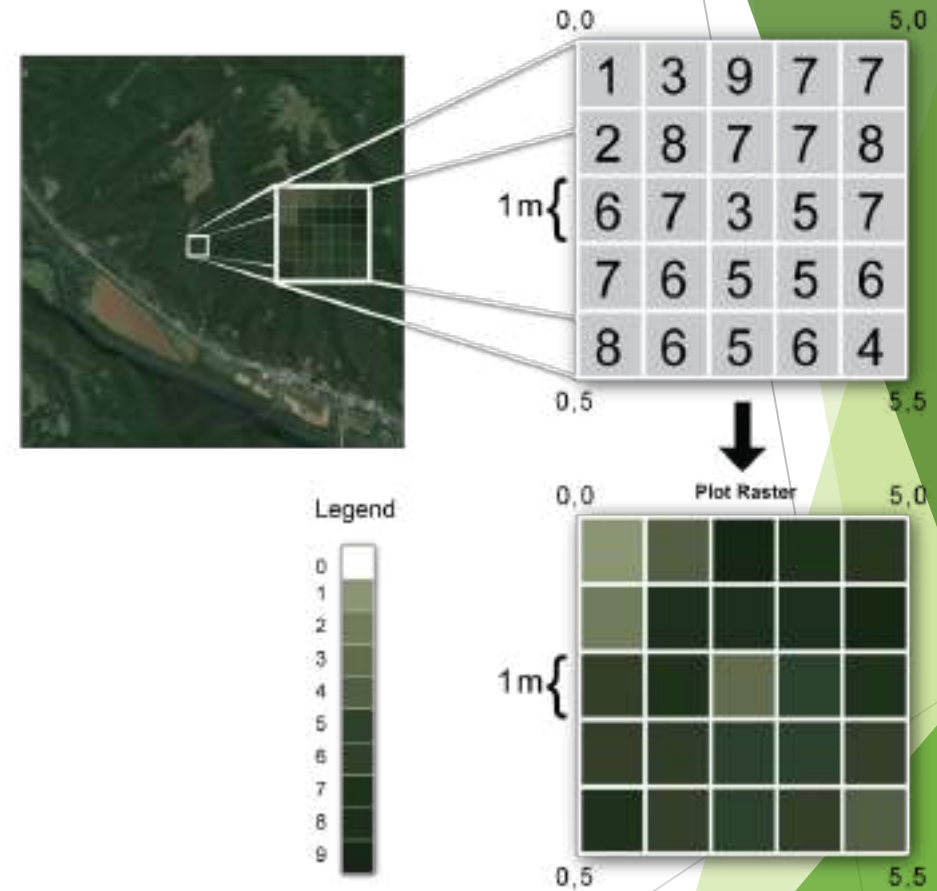 0,0 5,0
1 3 9 7 7
2 8 7 7 8
1m{ 6 7 3 5 7
7 6 5 5 6
8 6 5 6 4
0,5 5,5
Plot Raster
0,0 5,0
1m{
0,5 5,5
Legend
0
1
2
3
4
5
6
7
8
9